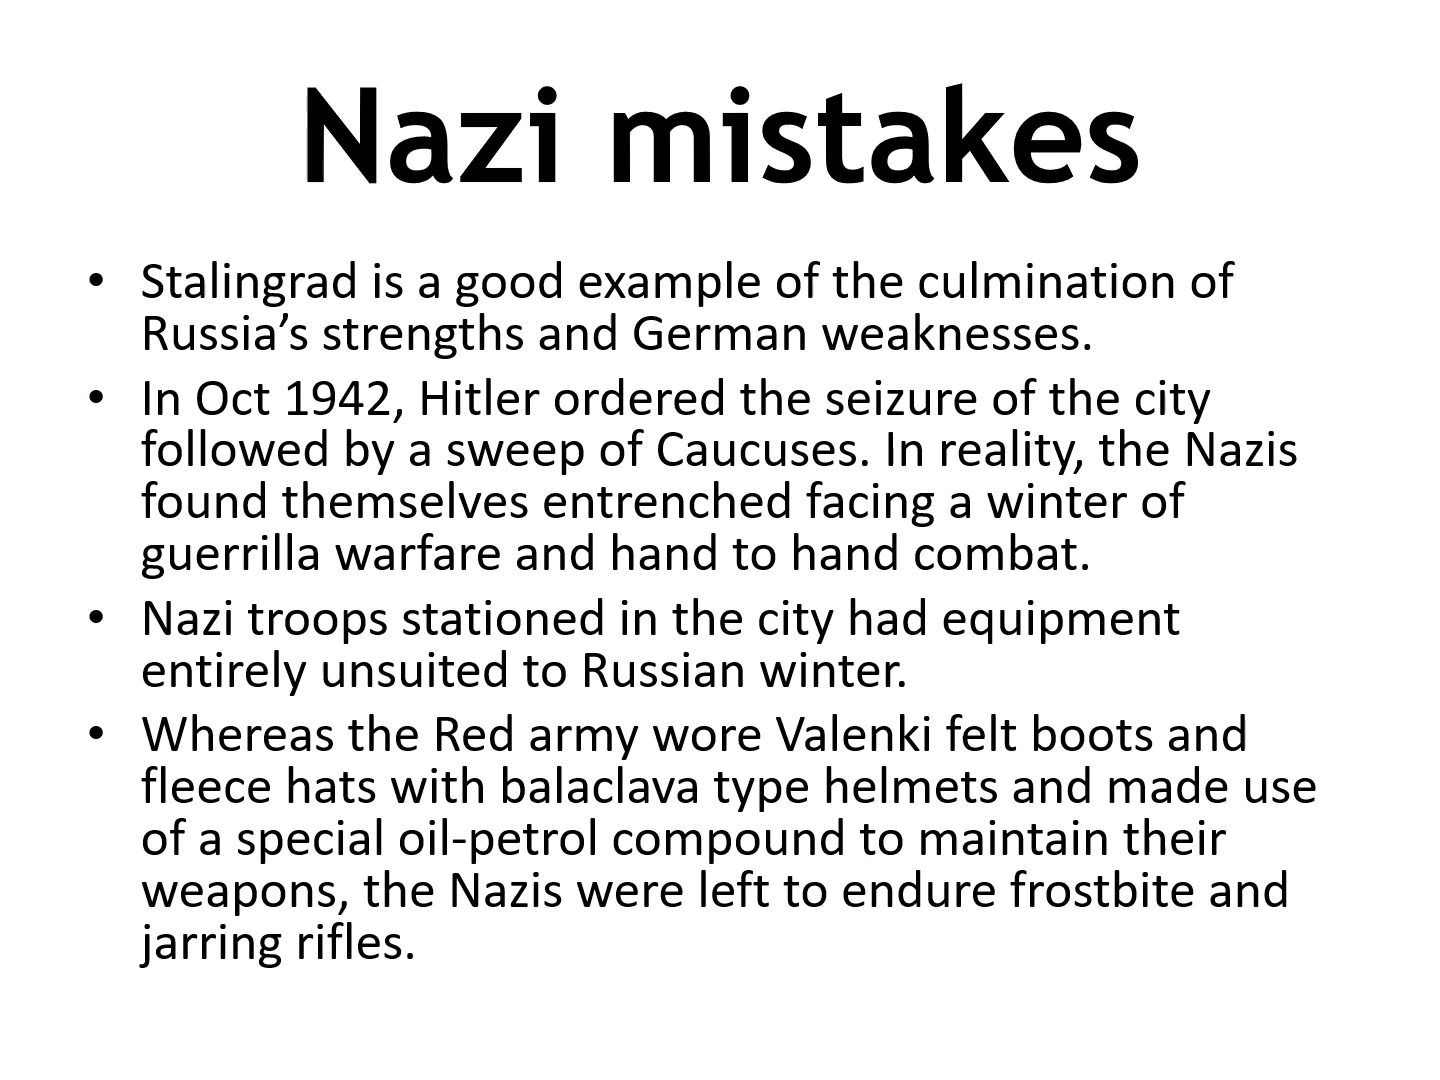 Nazi mistakes
• Stalingrad is a good example of the culmination of
Russia’s strengths and German weaknesses.
• In Oct 1942, Hitler ordered the seizure of the city
followed by a sweep of Caucuses. In reality, the Nazis
found themselves entrenched facing a winter of
guerrilla warfare and hand to hand combat.
• Nazi troops stationed in the city had equipment
entirely unsuited to Russian winter.
• Whereas the Red army wore Valenki felt boots and
fleece hats with balaclava type helmets and made use
of a special oil-petrol compound to maintain their
weapons, the Nazis were left to endure frostbite and
jarring rifles.